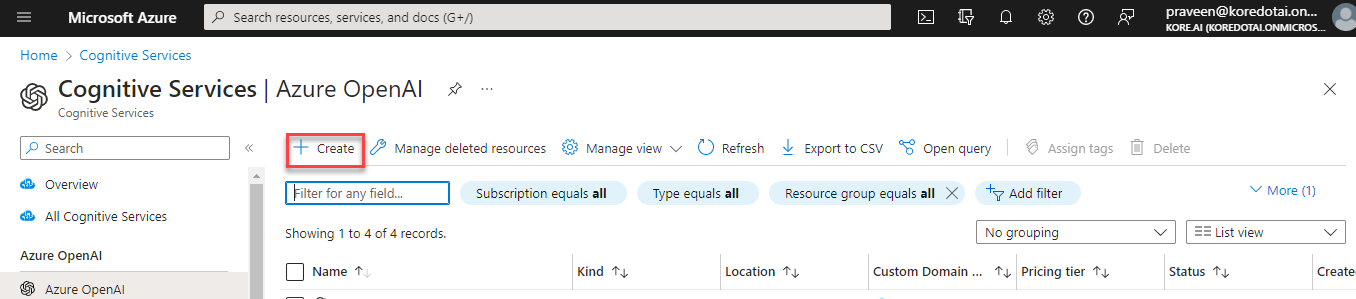 Microsoft Azure
Search resources, services, and docs (G+/)
praveen@koredotai.on...
KORE.AI (KOREDOTAI.ONMICROS...
Home > Cognitive Services
Cognitive Services | Azure OpenAI
Cognitive Services
Search
Create
Manage deleted resources
Manage view
Refresh
Export to CSV
Open query
Assign tags
Delete
Overview
All Cognitive Services
Azure OpenAI
Azure OpenAI
Filter for any field...
Subscription equals all
Type equals all
Resource group equals all
Add filter
More (1)
Showing 1 to 4 of 4 records.
No grouping
List view
Name
Kind
Location
Custom Domain ...
Pricing tier
Status
Create